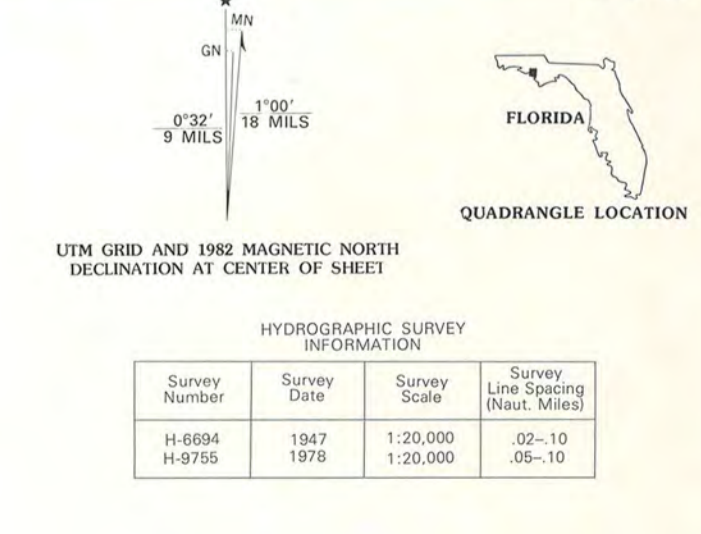 MN
GN
0°32'
9 MILS
1°00'
18 MILS
UTM GRID AND 1982 MAGNETIC NORTH
DECLINATION AT CENTER OF SHEET
FLORIDA
QUADRANGLE LOCATION
HYDROGRAPHIC SURVEY
INFORMATION
Survey Number
Survey Date
Survey Scale
Survey Line Spacing (Naut. Miles)
H-6694 1947 1:20,000 .02–.10
H-9755 1978 1:20,000 .05–.10